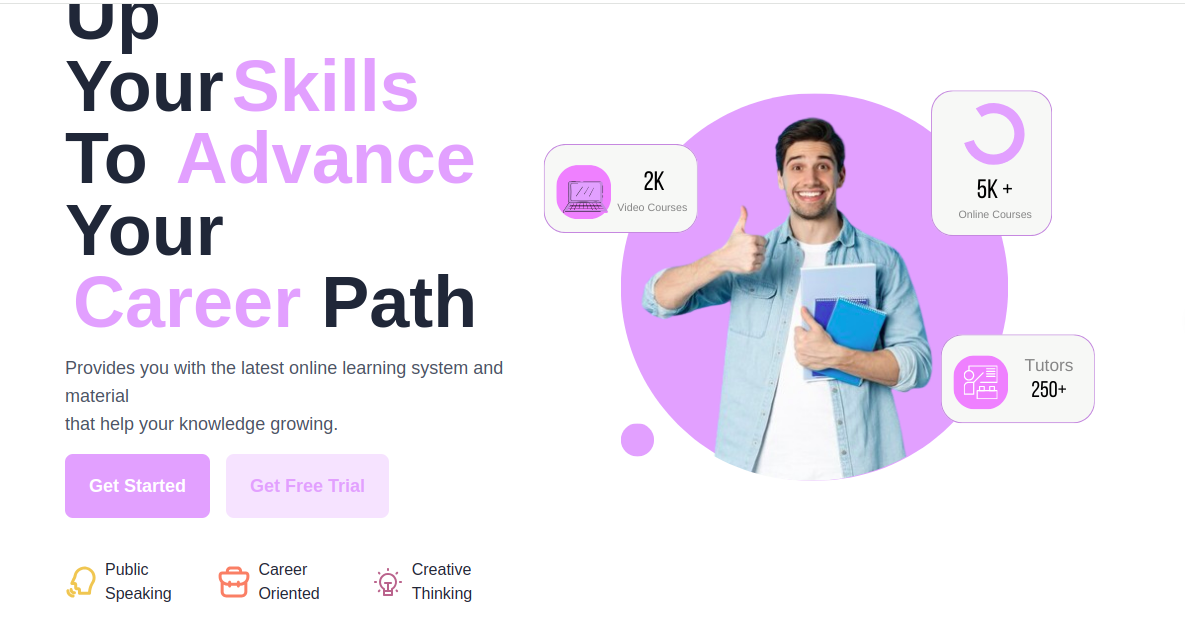 Up
Your Skills
To Advance
Your
Career Path
Provides you with the latest online learning system and
material
that help your knowledge growing.
Get Started
Get Free Trial
Public
Speaking
Career
Oriented
Creative
Thinking
2K
Video Courses
5K +
Online Courses
Tutors
250+